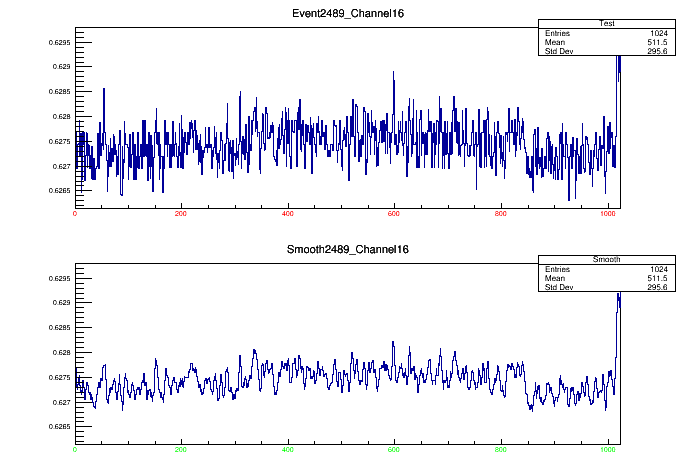 Event2489_Channel16
Test
Entries 1024
Mean 511.5
Std Dev 295.6
0.6295
0.629
0.6285
0.628
0.6275
0.627
0.6265
0 200 400 600 800 1000
Smooth2489_Channel16
Smooth
Entries 1024
Mean 511.5
Std Dev 295.6
0.6295
0.629
0.6285
0.628
0.6275
0.627
0.6265
0 200 400 600 800 1000